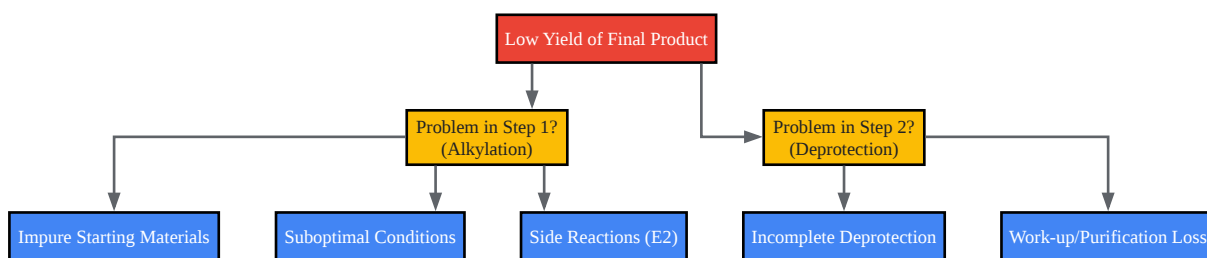 Low Yield of Final Product
Problem in Step 1?
(Alkylation)
Problem in Step 2?
(Deprotection)
Impure Starting Materials
Suboptimal Conditions
Side Reactions (E2)
Incomplete Deprotection
Work-up/Purification Loss